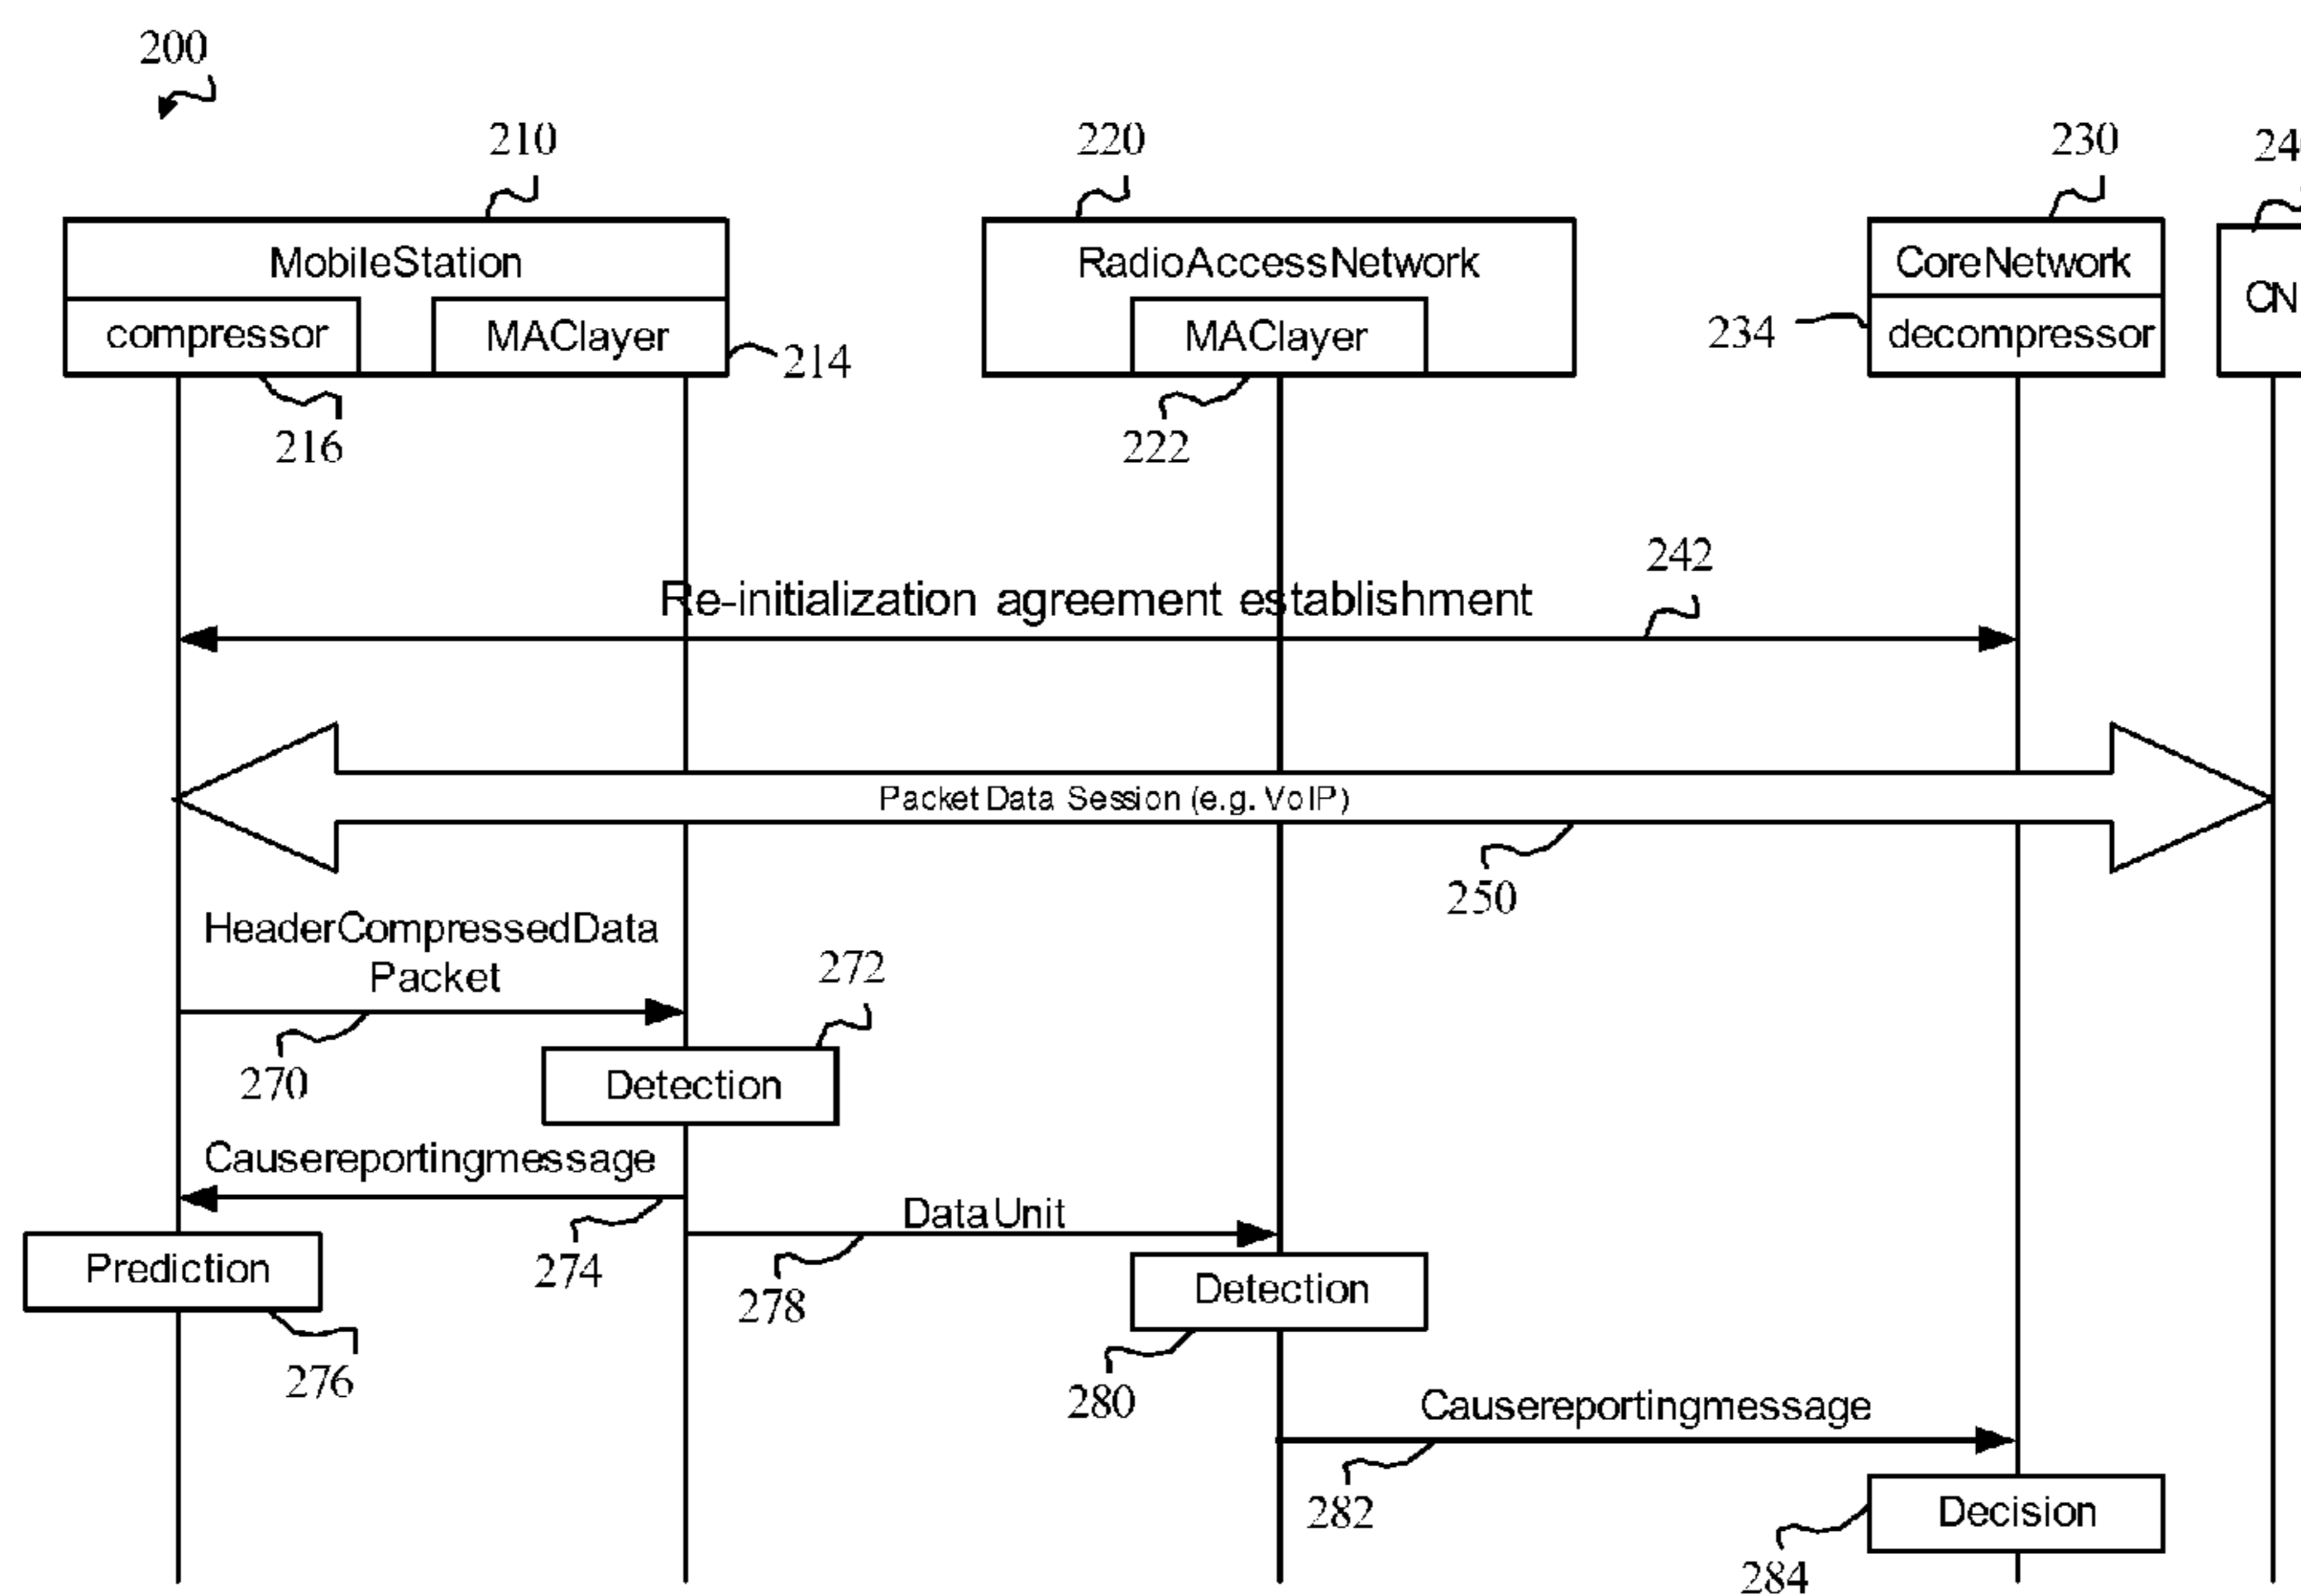 200
210
220
230
MobileStation
compressor
MAClayer
214
216
RadioAccessNetwork
MAClayer
222
CoreNetwork
234
decompressor
CN
242
Re-initialization agreement establishment
Packet Data Session (e.g. VoIP)
250
HeaderCompressedData
Packet
270
272
Detection
Causereportingmessage
274
Prediction
276
DataUnit
278
Detection
280
Causereportingmessage
282
Decision
284